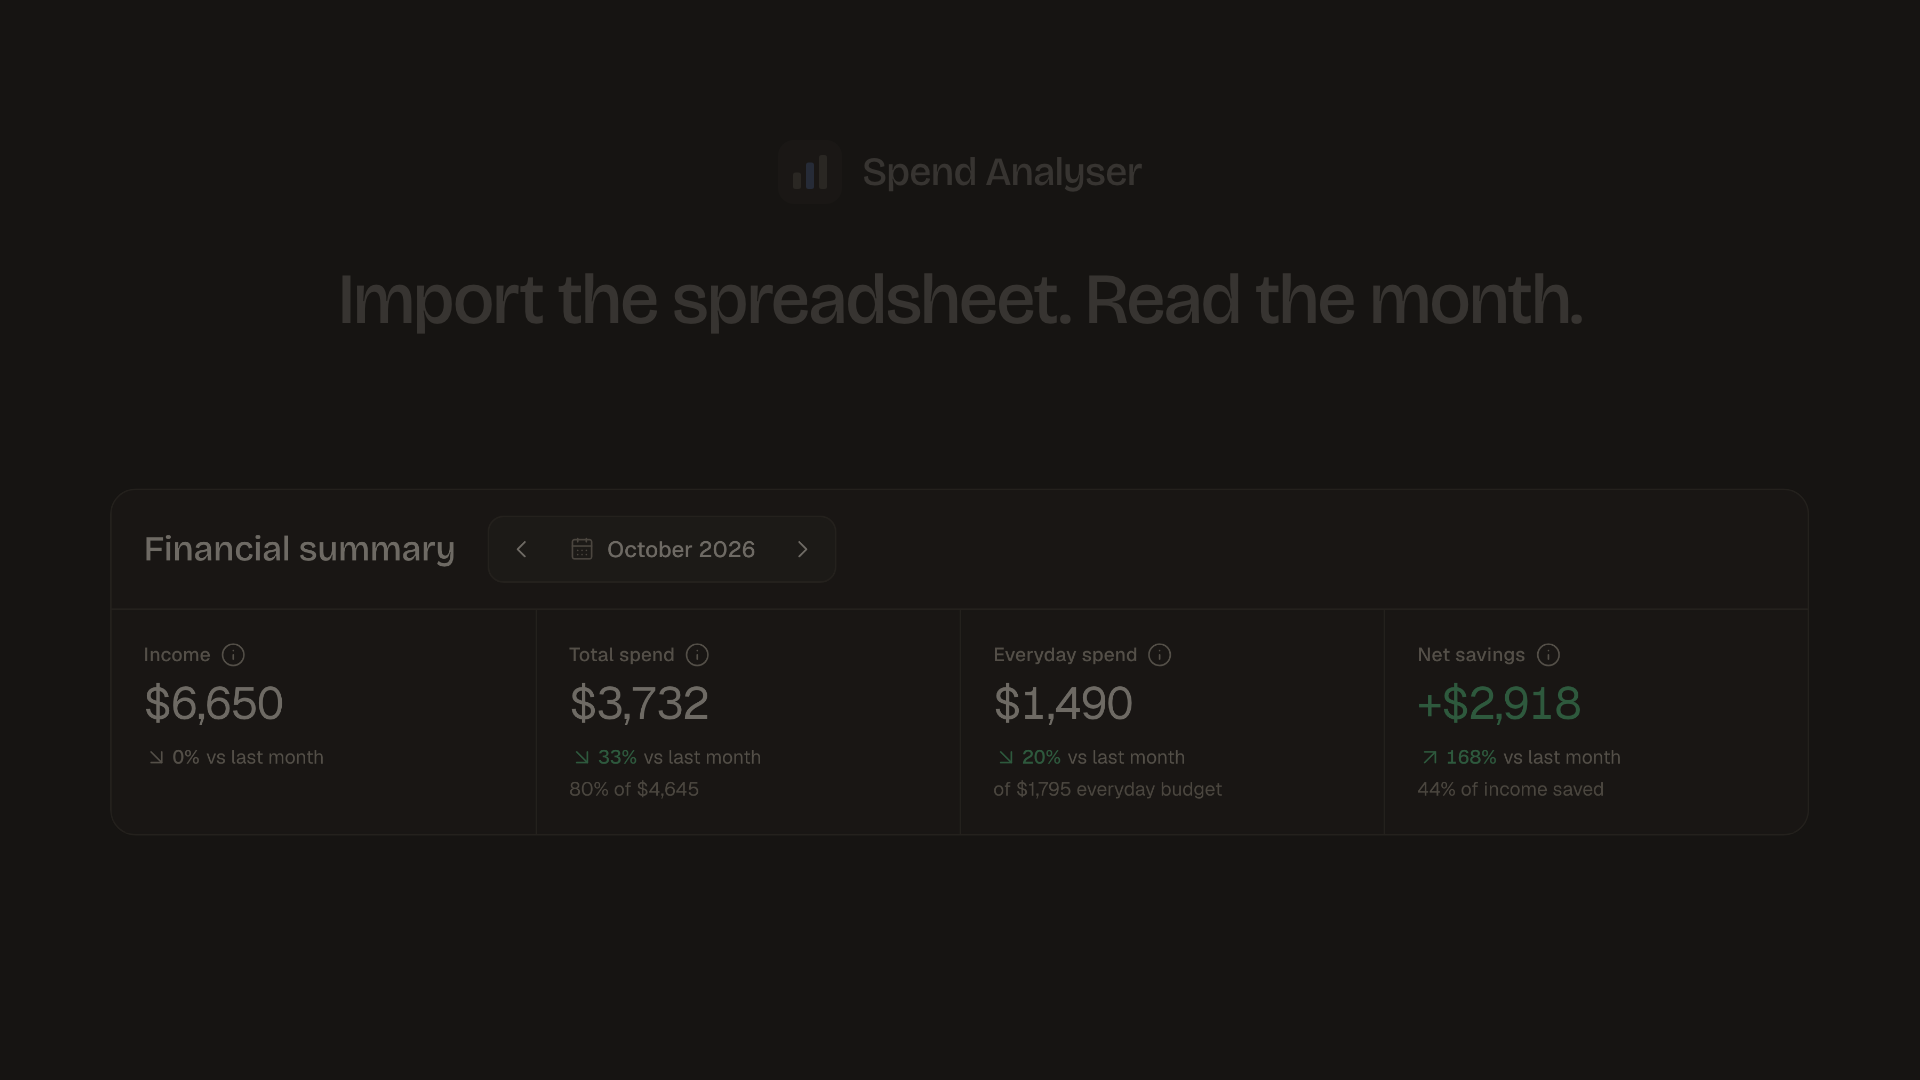 Spend Analyser
Import the spreadsheet. Read the month.
Financial summary
October 2026
Income
$6,650
0% vs last month
Total spend
$3,732
33% vs last month
80% of $4,645
Everyday spend
$1,490
20% vs last month
of $1,795 everyday budget
Net savings
+$2,918
168% vs last month
44% of income saved